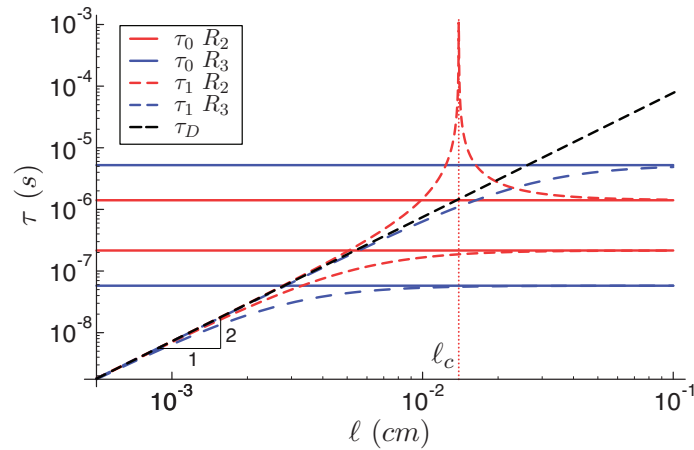 10⁻³
10⁻⁴
10⁻⁵
10⁻⁶
10⁻⁷
10⁻⁸
τ (s)
τ₀ R₂
τ₀ R₃
τ₁ R₂
τ₁ R₃
τ_D
2
1
ℓ_c
10⁻³
10⁻²
10⁻¹
ℓ (cm)